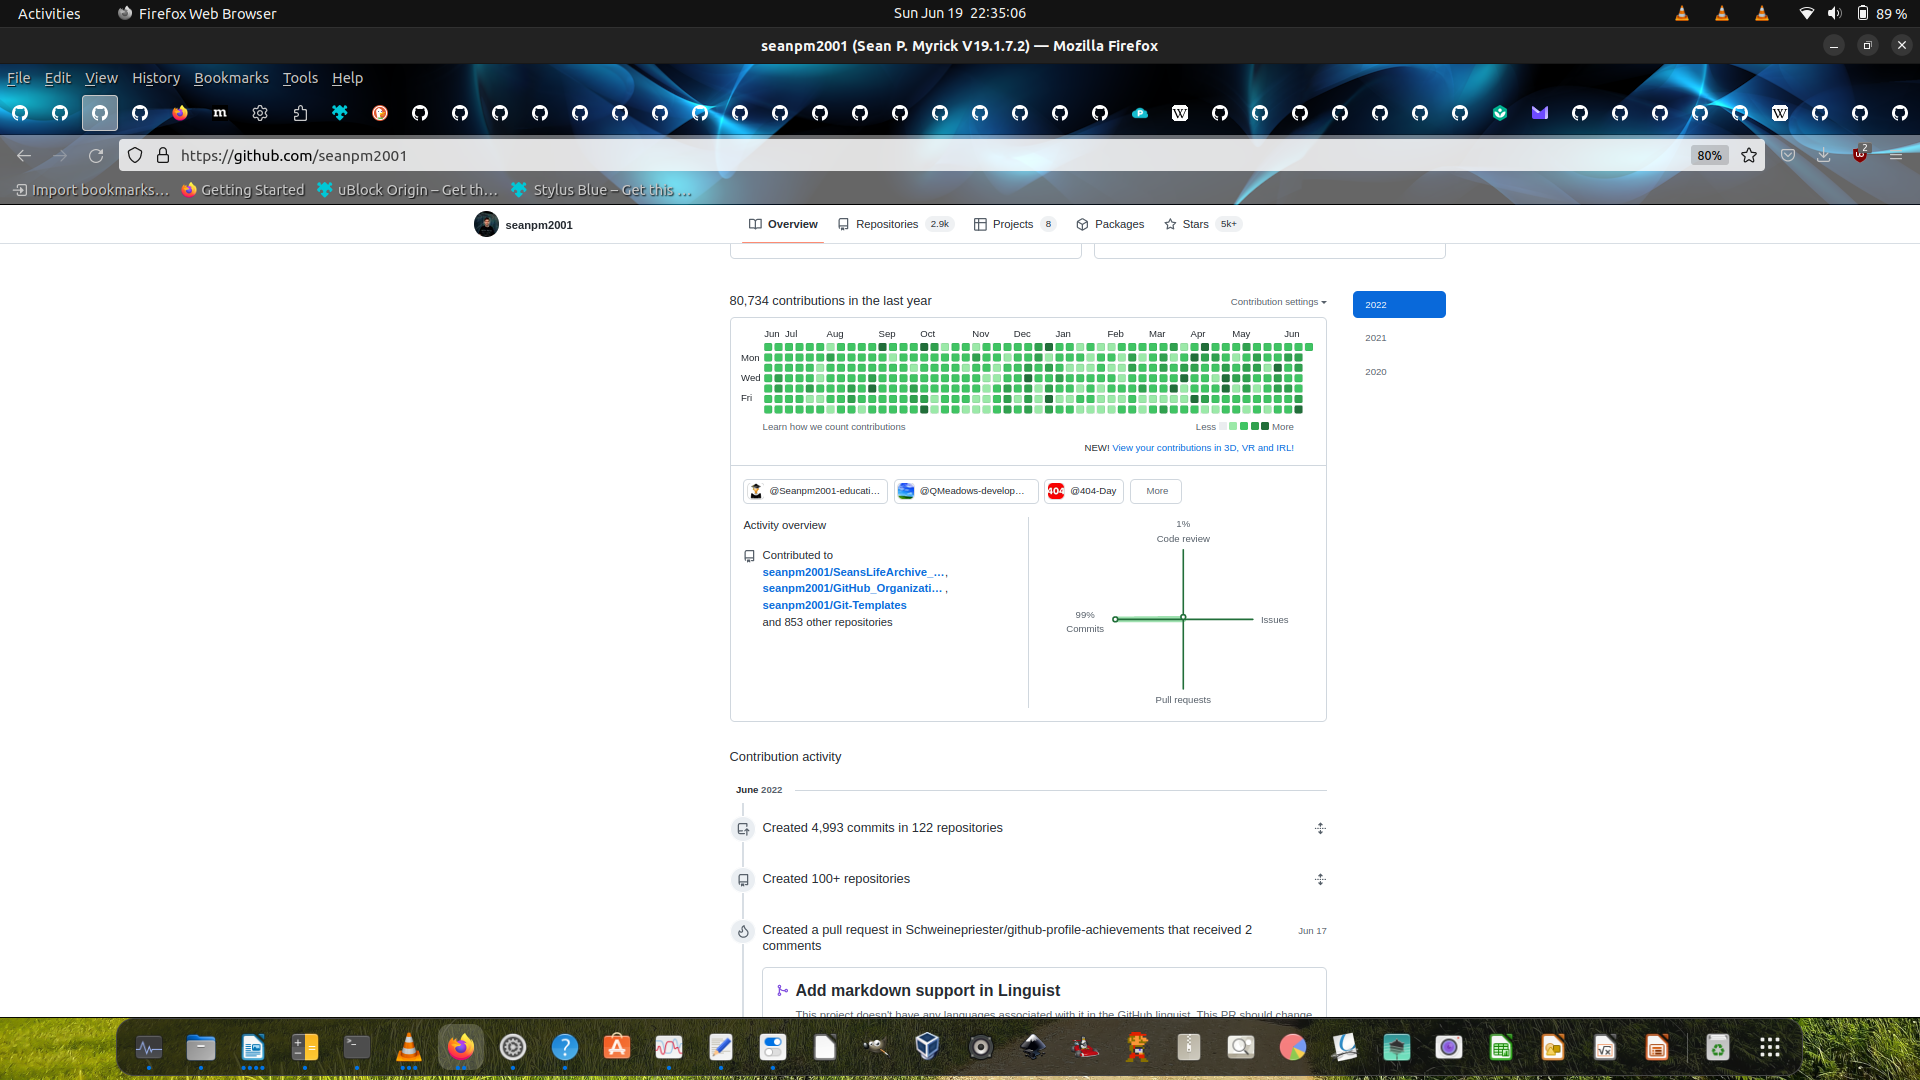 Activities Firefox Web Browser Sun Jun 19 22:35:06 89 %
seanpm2001 (Sean P. Myrick V19.1.7.2) — Mozilla Firefox
File Edit View History Bookmarks Tools Help
https://github.com/seanpm2001 80% 2
Import bookmarks… Getting Started uBlock Origin – Get th… Stylus Blue – Get this …
seanpm2001 Overview Repositories 2.9k Projects 8 Packages Stars 5k+
80,734 contributions in the last year Contribution settings
2022
2021
2020
Jun Jul Aug Sep Oct Nov Dec Jan Feb Mar Apr May Jun
Mon
Wed
Fri
Learn how we count contributions Less More
NEW! View your contributions in 3D, VR and IRL!
@Seanpm2001-educati… @QMeadows-develop… 404 @404-Day More
Activity overview
Contributed to
seanpm2001/SeansLifeArchive_…,
seanpm2001/GitHub_Organizati… ,
seanpm2001/Git-Templates
and 853 other repositories
1%
Code review
99%
Commits
Issues
Pull requests
Contribution activity
June 2022
Created 4,993 commits in 122 repositories
Created 100+ repositories
Created a pull request in Schweinepriester/github-profile-achievements that received 2 comments Jun 17
Add markdown support in Linguist
This project doesn't have any languages associated with it in the GitHub linguist. This PR should change